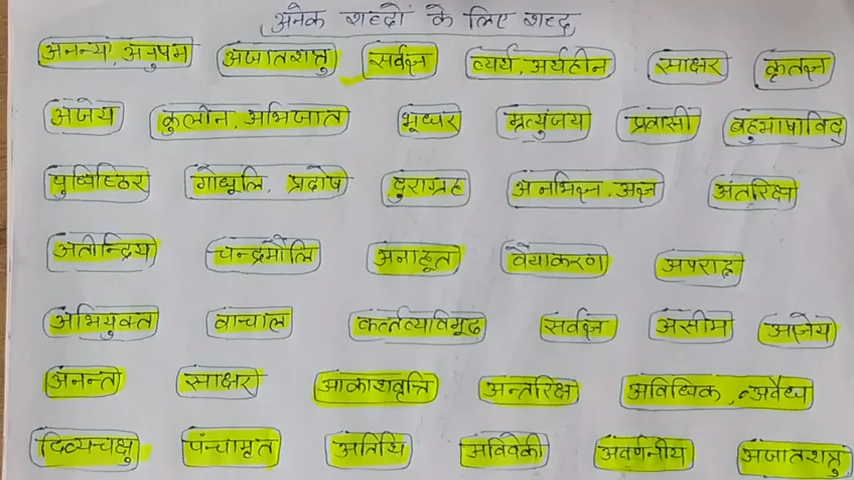 अनेक शब्दों के लिए शब्द
अनन्य, अनुपम अजातशत्रु सर्वज्ञ व्यर्थ, अर्थहीन साक्षर कृतज्ञ
अजेय कुलीन, अभिजात भूधर मृत्युंजय प्रवासी बहुभाषाविद्
युधिष्ठिर गोधूलि, प्रदोष दुराग्रह अनभिज्ञ, अज्ञ अंतरिक्ष
अतीन्द्रिय चन्द्रमौलि अनाहूत वैयाकरण अपराह्न
अभियुक्त वाचाल कर्त्तव्यविमूढ़ सर्वज्ञ असीम अज्ञेय
अनन्त साक्षर आकाशवृत्ति अन्तरिक्ष अविधिक, अवैध
दिव्यचक्षु पंचामृत अतिथि अविवेकी अवर्णनीय अजातशत्रु